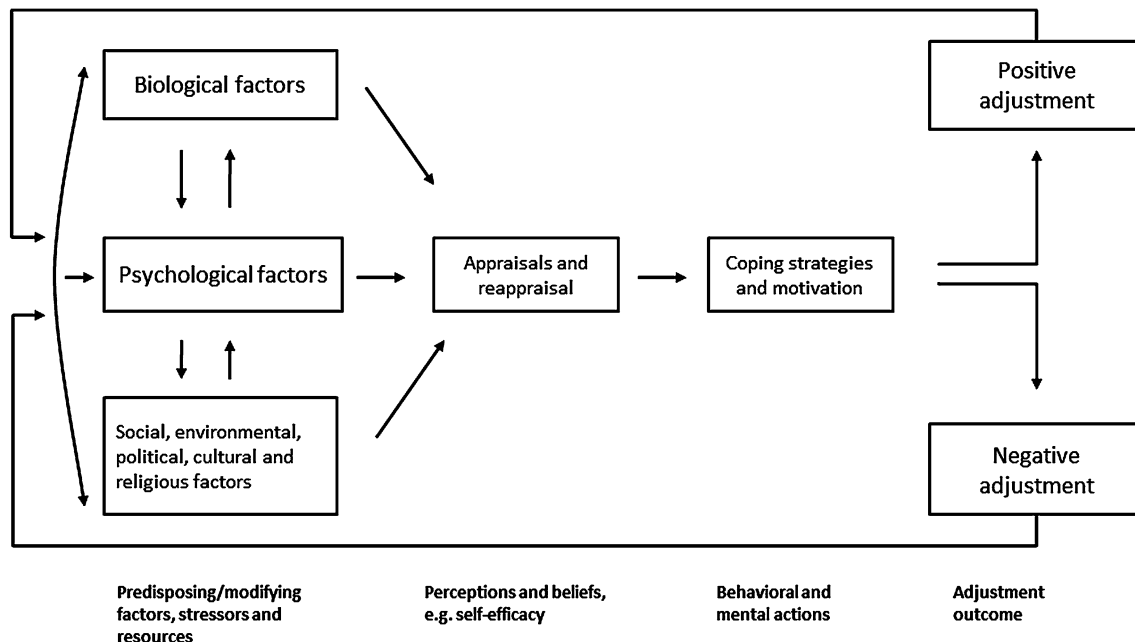 Biological factors
Positive
adjustment
Psychological factors
Appraisals and
reappraisal
Coping strategies
and motivation
Social, environmental,
political, cultural and
religious factors
Negative
adjustment
Predisposing/modifying
factors, stressors and
resources
Perceptions and beliefs,
e.g. self-efficacy
Behavioral and
mental actions
Adjustment
outcome